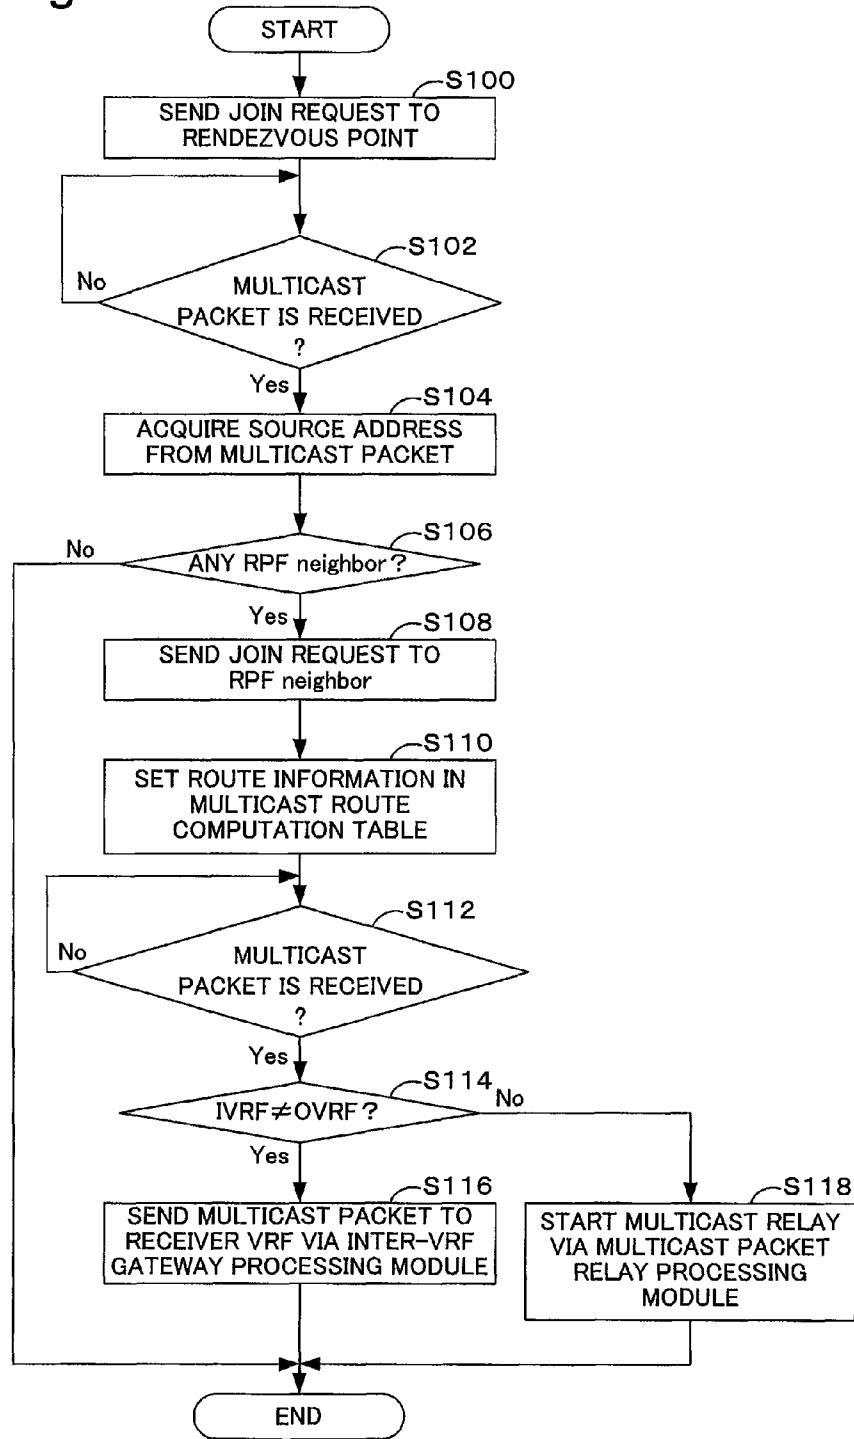 START
S100
SEND JOIN REQUEST TO
RENDEZVOUS POINT
S102
No
MULTICAST
PACKET IS RECEIVED
?
Yes
S104
ACQUIRE SOURCE ADDRESS
FROM MULTICAST PACKET
S106
No
ANY RPF neighbor?
Yes
S108
SEND JOIN REQUEST TO
RPF neighbor
S110
SET ROUTE INFORMATION IN
MULTICAST ROUTE
COMPUTATION TABLE
S112
No
MULTICAST
PACKET IS RECEIVED
?
Yes
S114
IVRF≠OVRF?
No
Yes
S116
SEND MULTICAST PACKET TO
RECEIVER VRF VIA INTER-VRF
GATEWAY PROCESSING MODULE
S118
START MULTICAST RELAY
VIA MULTICAST PACKET
RELAY PROCESSING
MODULE
END